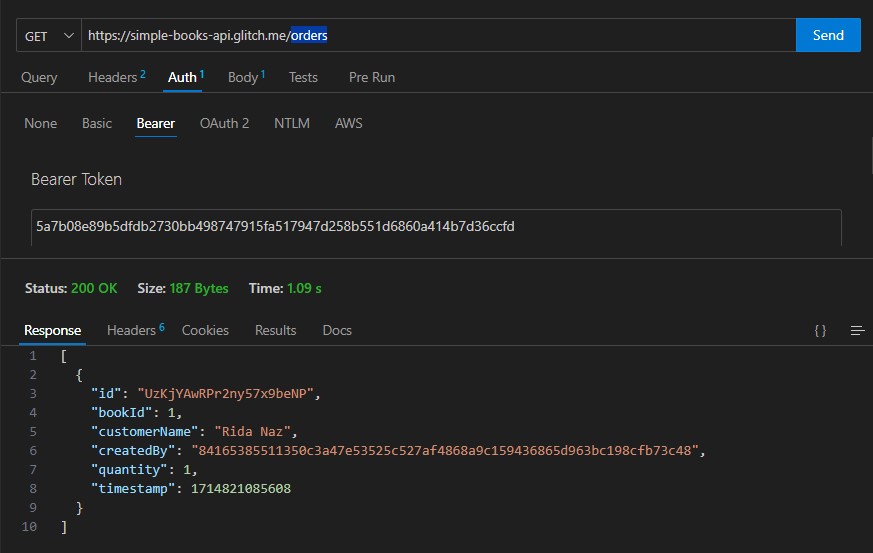 GET https://simple-books-api.glitch.me/orders Send
Query Headers 2 Auth 1 Body 1 Tests Pre Run
None Basic Bearer OAuth 2 NTLM AWS
Bearer Token
5a7b08e89b5dfdb2730bb498747915fa517947d258b551d6860a414b7d36ccfd
Status: 200 OK Size: 187 Bytes Time: 1.09 s
Response Headers 6 Cookies Results Docs { }
1 [
2 {
3 "id": "UzKjYAwRPr2ny57x9beNP",
4 "bookId": 1,
5 "customerName": "Rida Naz",
6 "createdBy": "84165385511350c3a47e53525c527af4868a9c159436865d963bc198cfb73c48",
7 "quantity": 1,
8 "timestamp": 1714821085608
9 }
10 ]